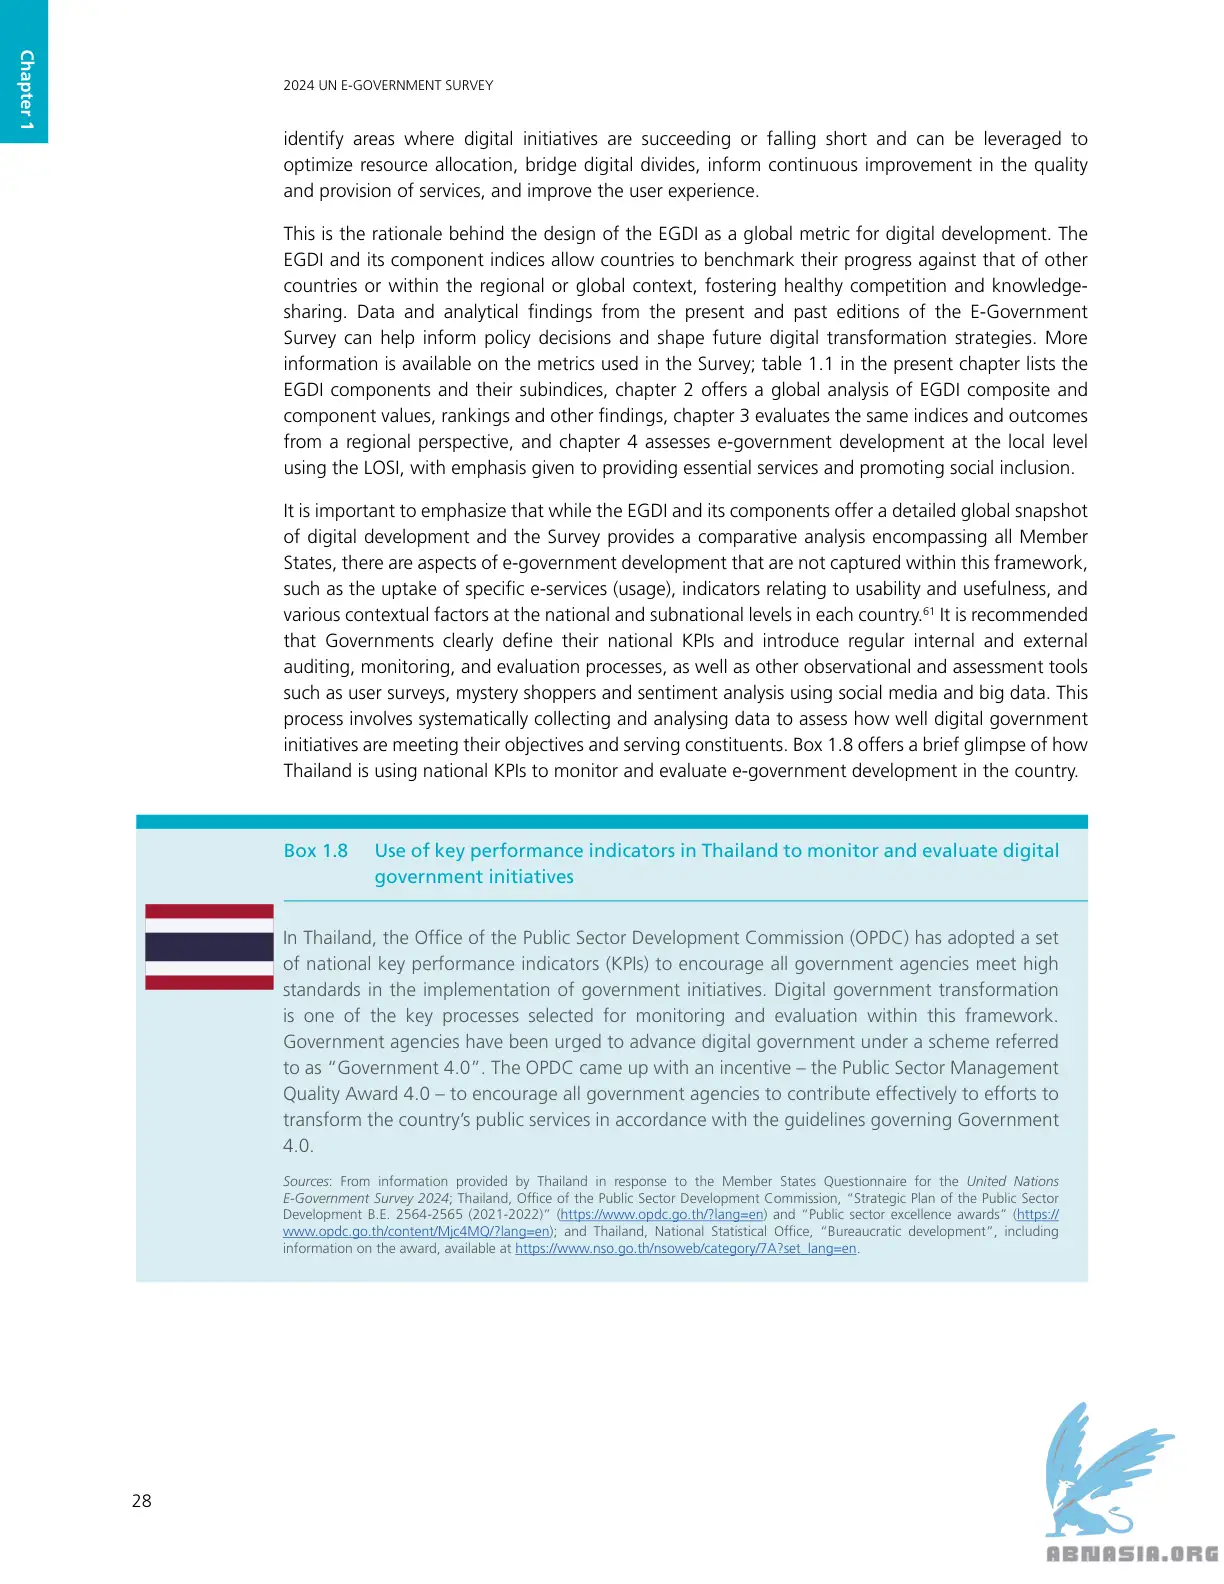 Chapter 1
2024 UN E-GOVERNMENT SURVEY
identify areas where digital initiatives are succeeding or falling short and can be leveraged to
optimize resource allocation, bridge digital divides, inform continuous improvement in the quality
and provision of services, and improve the user experience.
This is the rationale behind the design of the EGDI as a global metric for digital development. The
EGDI and its component indices allow countries to benchmark their progress against that of other
countries or within the regional or global context, fostering healthy competition and knowledge-
sharing. Data and analytical findings from the present and past editions of the E-Government
Survey can help inform policy decisions and shape future digital transformation strategies. More
information is available on the metrics used in the Survey; table 1.1 in the present chapter lists the
EGDI components and their subindices, chapter 2 offers a global analysis of EGDI composite and
component values, rankings and other findings, chapter 3 evaluates the same indices and outcomes
from a regional perspective, and chapter 4 assesses e-government development at the local level
using the LOSI, with emphasis given to providing essential services and promoting social inclusion.
It is important to emphasize that while the EGDI and its components offer a detailed global snapshot
of digital development and the Survey provides a comparative analysis encompassing all Member
States, there are aspects of e-government development that are not captured within this framework,
such as the uptake of specific e-services (usage), indicators relating to usability and usefulness, and
various contextual factors at the national and subnational levels in each country.61 It is recommended
that Governments clearly define their national KPIs and introduce regular internal and external
auditing, monitoring, and evaluation processes, as well as other observational and assessment tools
such as user surveys, mystery shoppers and sentiment analysis using social media and big data. This
process involves systematically collecting and analysing data to assess how well digital government
initiatives are meeting their objectives and serving constituents. Box 1.8 offers a brief glimpse of how
Thailand is using national KPIs to monitor and evaluate e-government development in the country.
Box 1.8 Use of key performance indicators in Thailand to monitor and evaluate digital
government initiatives
In Thailand, the Office of the Public Sector Development Commission (OPDC) has adopted a set
of national key performance indicators (KPIs) to encourage all government agencies meet high
standards in the implementation of government initiatives. Digital government transformation
is one of the key processes selected for monitoring and evaluation within this framework.
Government agencies have been urged to advance digital government under a scheme referred
to as “Government 4.0”. The OPDC came up with an incentive – the Public Sector Management
Quality Award 4.0 – to encourage all government agencies to contribute effectively to efforts to
transform the country’s public services in accordance with the guidelines governing Government
4.0.
Sources: From information provided by Thailand in response to the Member States Questionnaire for the United Nations
E-Government Survey 2024; Thailand, Office of the Public Sector Development Commission, “Strategic Plan of the Public Sector
Development B.E. 2564-2565 (2021-2022)” (https://www.opdc.go.th/?lang=en) and “Public sector excellence awards” (https://
www.opdc.go.th/content/Mjc4MQ/?lang=en); and Thailand, National Statistical Office, “Bureaucratic development”, including
information on the award, available at https://www.nso.go.th/nsoweb/category/7A?set_lang=en.
28
ABNASIA.ORG